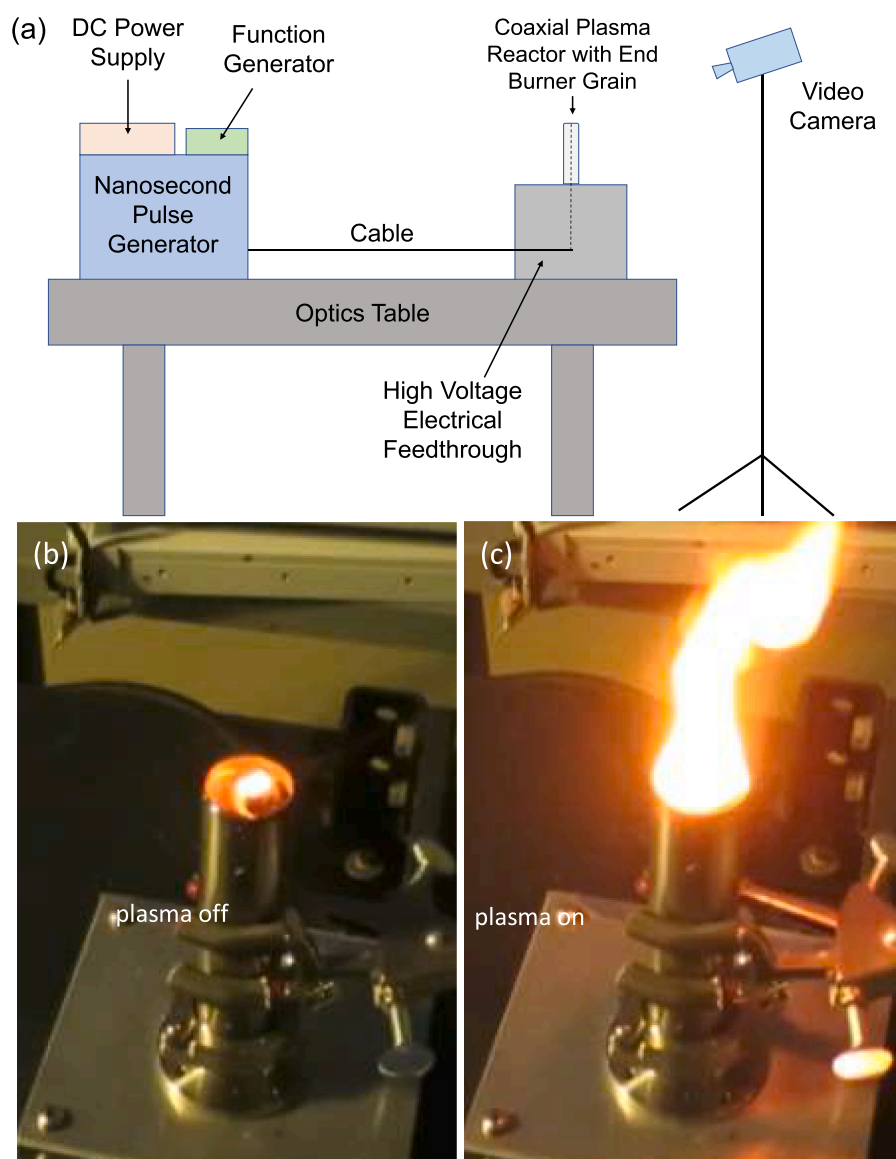 (a)
DC Power
Supply
Function
Generator
Coaxial Plasma
Reactor with End
Burner Grain
Video
Camera
Nanosecond
Pulse
Generator
Cable
Optics Table
High Voltage
Electrical
Feedthrough
(b)
(c)
plasma off
plasma on